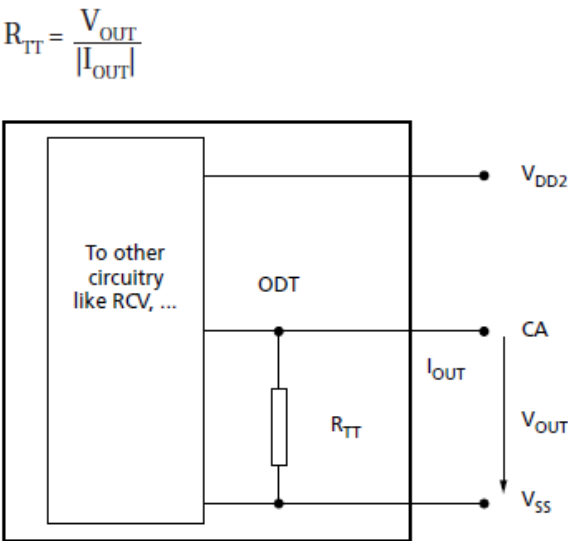 R_TT = V_OUT / |I_OUT|
V_DD2
To other
circuitry
like RCV, ...
ODT
CA
I_OUT
R_TT
V_OUT
V_SS